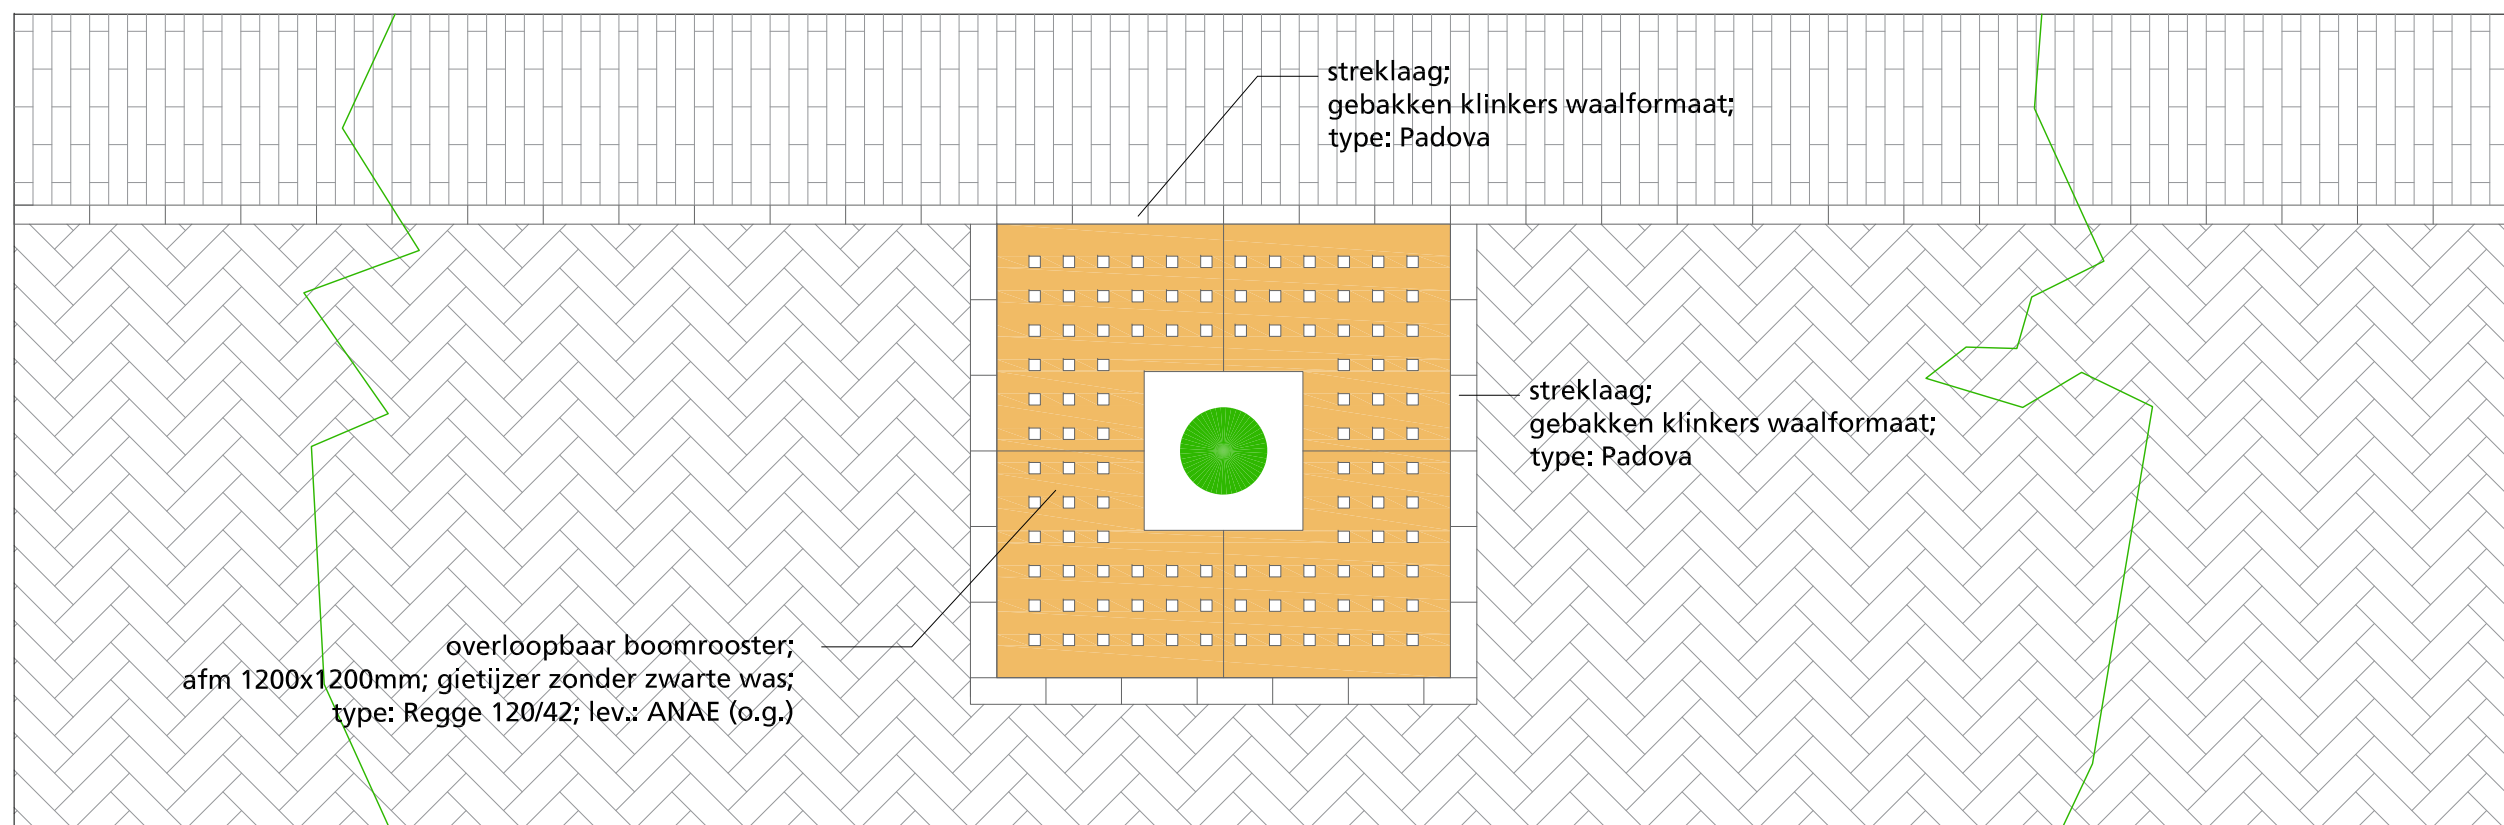 streklaag;
gebakken klinkers waalformaat;
type: Padova
streklaag;
gebakken klinkers waalformaat;
type: Padova
overloopbaar boomrooster;
afm 1200x1200mm; gietijzer zonder zwarte was;
type: Regge 120/42; lev.: ANAE (o.g.)